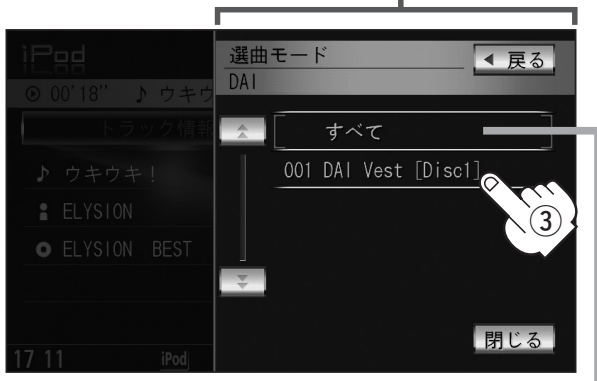 iPod
00'18" ♪ ウキウ
トラック情報
♪ ウキウキ！
ELYSION
ELYSION BEST
17 11
iPod
選曲モード
◀ 戻る
DAI
すべて
001 DAI Vest [Disc1]
③
閉じる